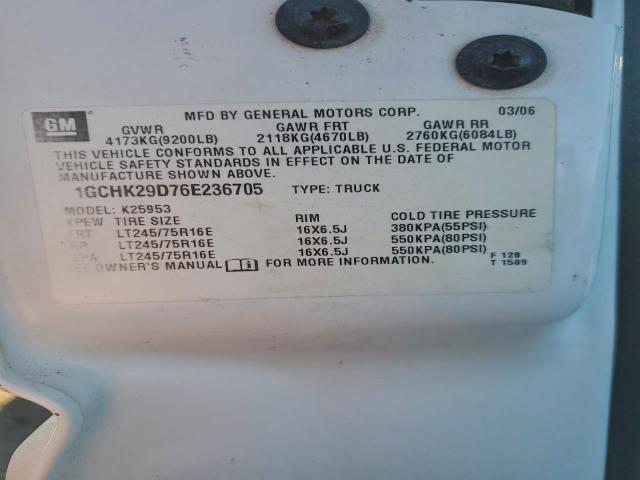 GM
MFD BY GENERAL MOTORS CORP. 03/06
GVWR GAWR FRT GAWR RR
4173KG(9200LB) 2118KG(4670LB) 2760KG(6084LB)
THIS VEHICLE CONFORMS TO ALL APPLICABLE U.S. FEDERAL MOTOR
VEHICLE SAFETY STANDARDS IN EFFECT ON THE DATE OF
MANUFACTURE SHOWN ABOVE.
1GCHK29D76E236705 TYPE: TRUCK
MODEL: K25953
XPEW TIRE SIZE RIM COLD TIRE PRESSURE
FRT LT245/75R16E 16X6.5J 380KPA(55PSI)
RR LT245/75R16E 16X6.5J 550KPA(80PSI)
SPA LT245/75R16E 16X6.5J 550KPA(80PSI)
SEE OWNER'S MANUAL FOR MORE INFORMATION. F 128
T 1589